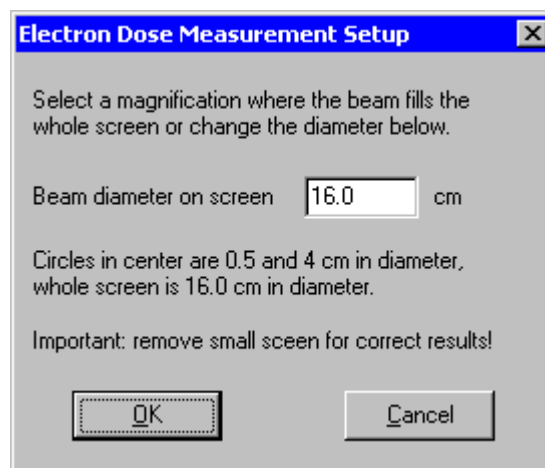 Electron Dose Measurement Setup
Select a magnification where the beam fills the
whole screen or change the diameter below.
Beam diameter on screen 16.0 cm
Circles in center are 0.5 and 4 cm in diameter,
whole screen is 16.0 cm in diameter.
Important: remove small sceen for correct results!
OK Cancel